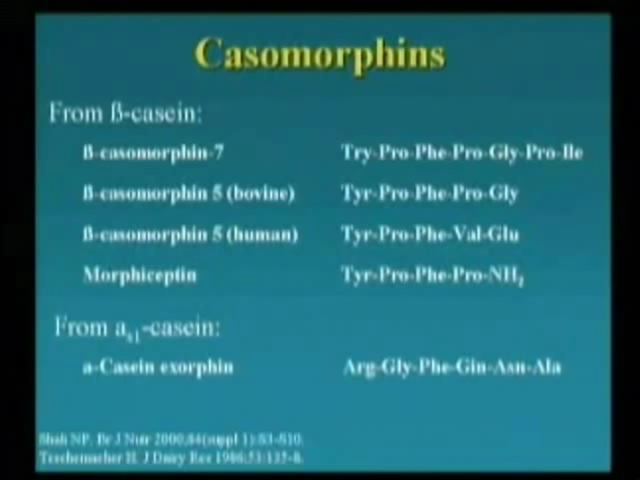 Casomorphins
From ß-casein:
ß-casomorphin-7 Try-Pro-Phe-Pro-Gly-Pro-Ile
ß-casomorphin 5 (bovine) Tyr-Pro-Phe-Pro-Gly
ß-casomorphin 5 (human) Tyr-Pro-Phe-Val-Glu
Morphiceptin Tyr-Pro-Phe-Pro-NH₂
From aₛ₁-casein:
a-Casein exorphin Arg-Gly-Phe-Gin-Asn-Ala
Shah NP. Br J Nutr 2000;84(suppl 1):S3-S10.
Teschemacher H. J Dairy Res 1986;53:135-8.